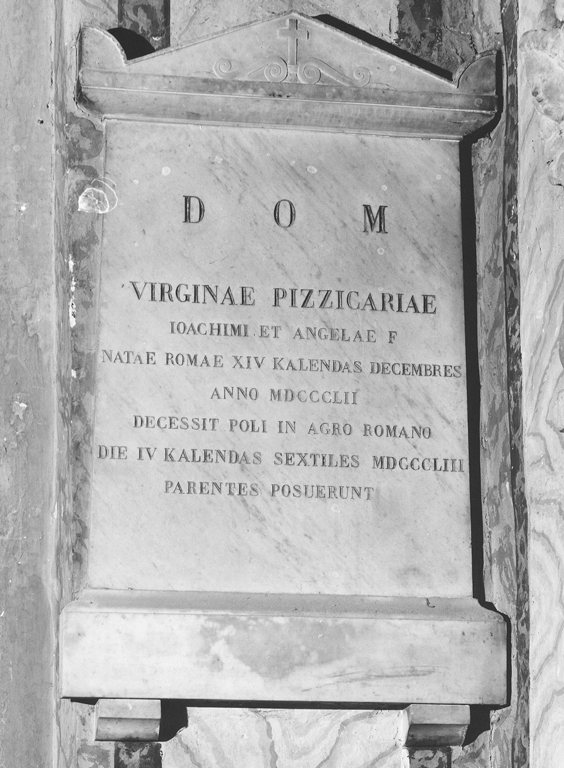 D O M
VIRGINAE PIZZICARIAE
IOACHIMI ET ANGELAE F
NATAE ROMAE XIV KALENDAS DECEMBRES
ANNO MDCCCLII
DECESSIT POLI IN AGRO ROMANO
DIE IV KALENDAS SEXTILES MDCCCLIII
PARENTES POSUERUNT